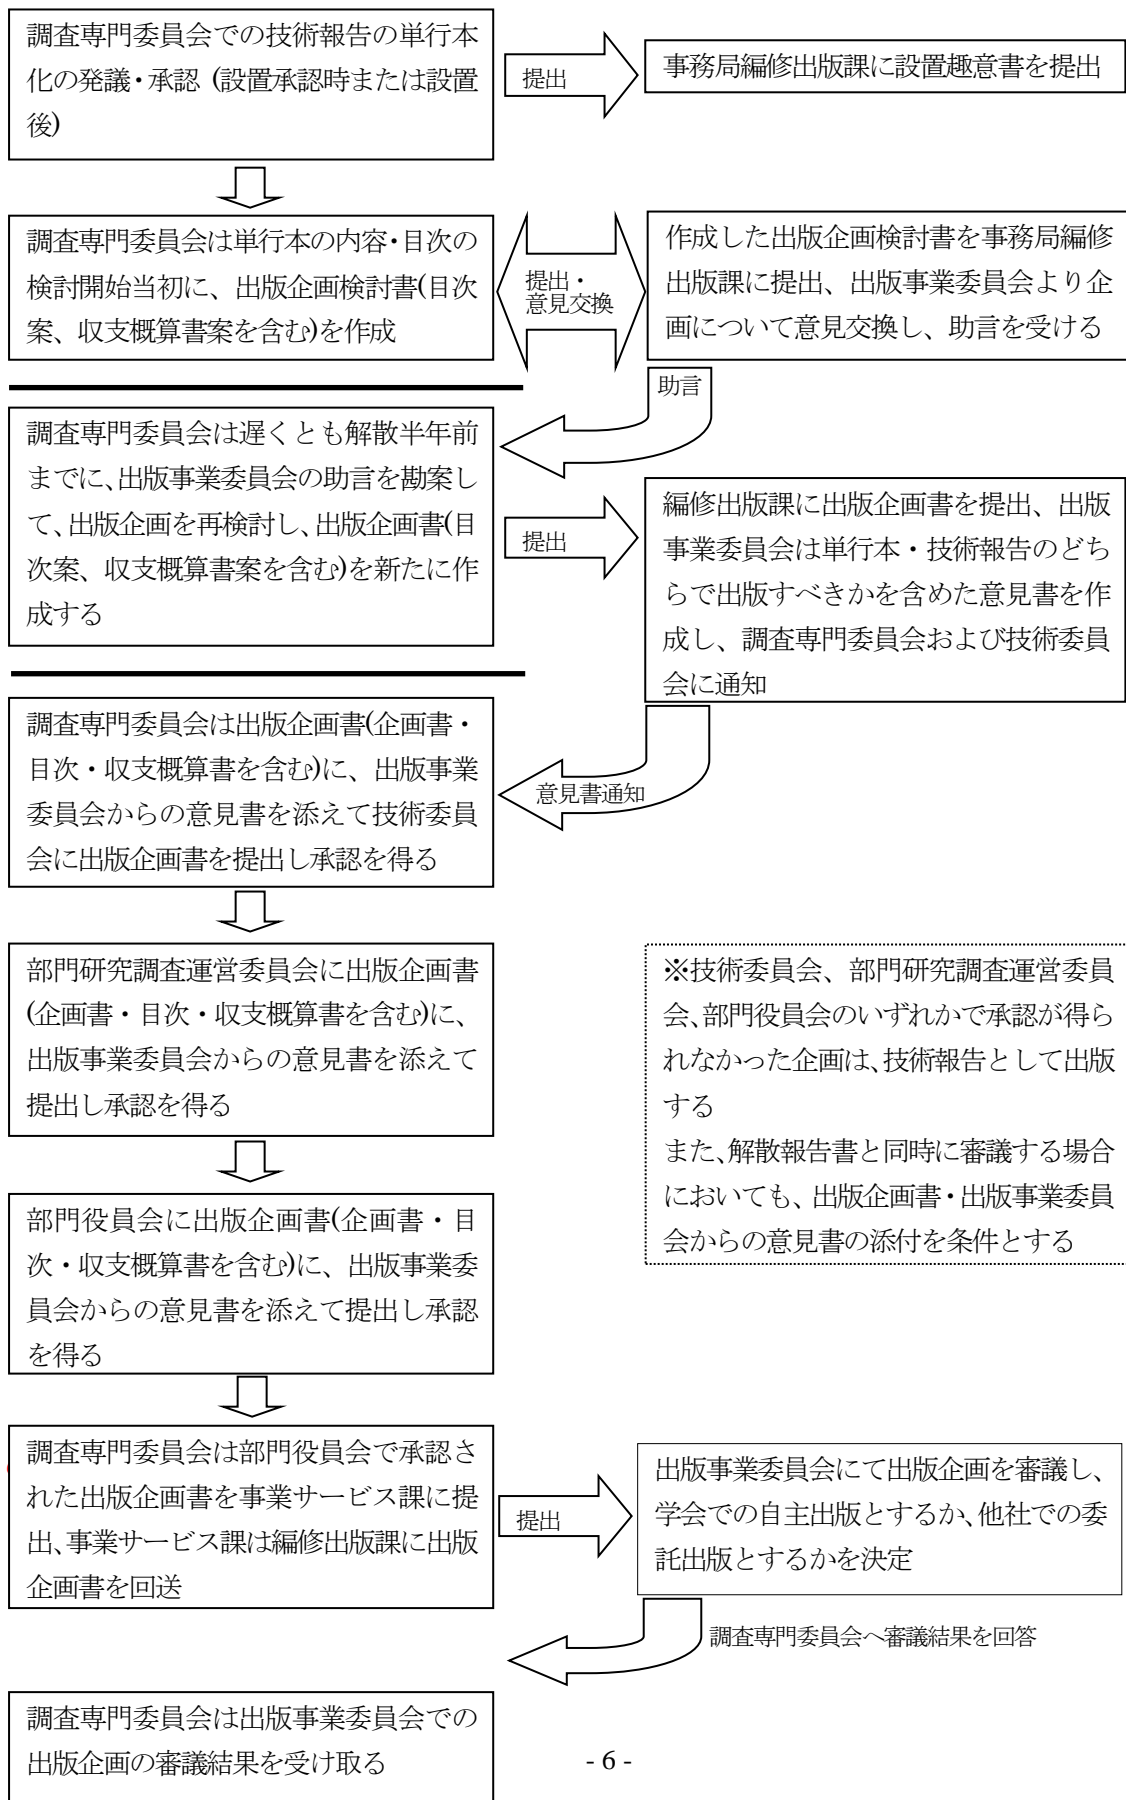 調査専門委員会での技術報告の単行本
化の発議・承認 (設置承認時または設置
後)
提出
事務局編修出版課に設置趣意書を提出
調査専門委員会は単行本の内容・目次の
検討開始当初に、出版企画検討書(目次
案、収支概算書案を含む)を作成
提出・
意見交換
作成した出版企画検討書を事務局編修
出版課に提出、出版事業委員会より企
画について意見交換し、助言を受ける
助言
調査専門委員会は遅くとも解散半年前
までに、出版事業委員会の助言を勘案し
て、出版企画を再検討し、出版企画書(目
次案、収支概算書案を含む)を新たに作
成する
提出
編修出版課に出版企画書を提出、出版
事業委員会は単行本・技術報告のどち
らで出版すべきかを含めた意見書を作
成し、調査専門委員会および技術委員
会に通知
調査専門委員会は出版企画書(企画書・
目次・収支概算書を含む)に、出版事業
委員会からの意見書を添えて技術委員
会に出版企画書を提出し承認を得る
意見書通知
部門研究調査運営委員会に出版企画書
(企画書・目次・収支概算書を含む)に、
出版事業委員会からの意見書を添えて
提出し承認を得る
※技術委員会、部門研究調査運営委員
会、部門役員会のいずれかで承認が得ら
れなかった企画は、技術報告として出版
する
また、解散報告書と同時に審議する場合
においても、出版企画書・出版事業委員
会からの意見書の添付を条件とする
部門役員会に出版企画書(企画書・目
次・収支概算書を含む)に、出版事業委
員会からの意見書を添えて提出し承認
を得る
調査専門委員会は部門役員会で承認さ
れた出版企画書を事業サービス課に提
出、事業サービス課は編修出版課に出版
企画書を回送
提出
出版事業委員会にて出版企画を審議し、
学会での自主出版とするか、他社での委
託出版とするかを決定
調査専門委員会へ審議結果を回答
調査専門委員会は出版事業委員会での
出版企画の審議結果を受け取る
- 6 -